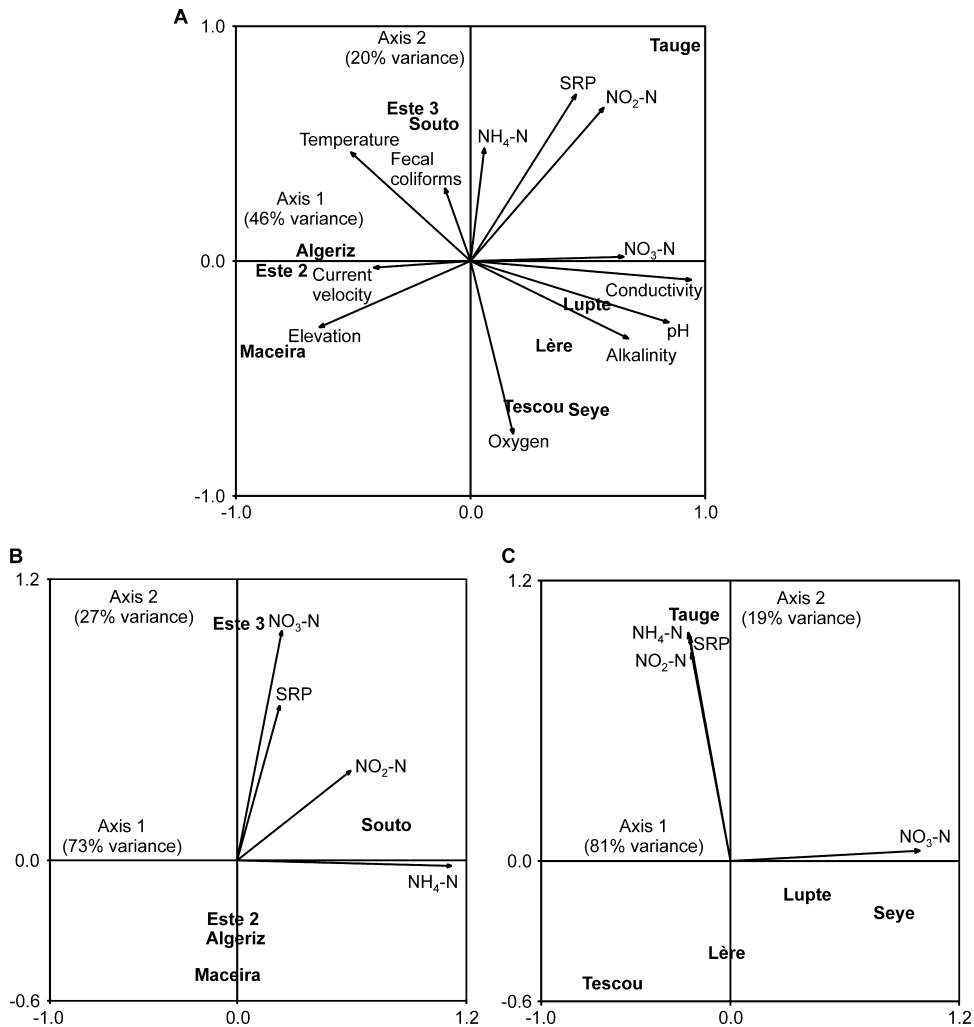 A
1.0
Axis 2
(20% variance)
Tauge
SRP
NO₂-N
Este 3
Souto
NH₄-N
Temperature
Fecal
coliforms
Axis 1
(46% variance)
NO₃-N
Algeriz
0.0
Este 2
Current
velocity
Conductivity
Lupte
pH
Elevation
Lère
Alkalinity
Maceira
Tescou
Seye
Oxygen
-1.0
-1.0
0.0
1.0
B
1.2
Axis 2
(27% variance)
Este 3
NO₃-N
SRP
NO₂-N
Souto
Axis 1
(73% variance)
0.0
NH₄-N
Este 2
Algeriz
Maceira
-0.6
-1.0
0.0
1.2
C
1.2
Axis 2
(19% variance)
Tauge
NH₄-N
SRP
NO₂-N
Axis 1
(81% variance)
NO₃-N
0.0
Lupte
Seye
Lère
Tescou
-0.6
-1.0
0.0
1.2